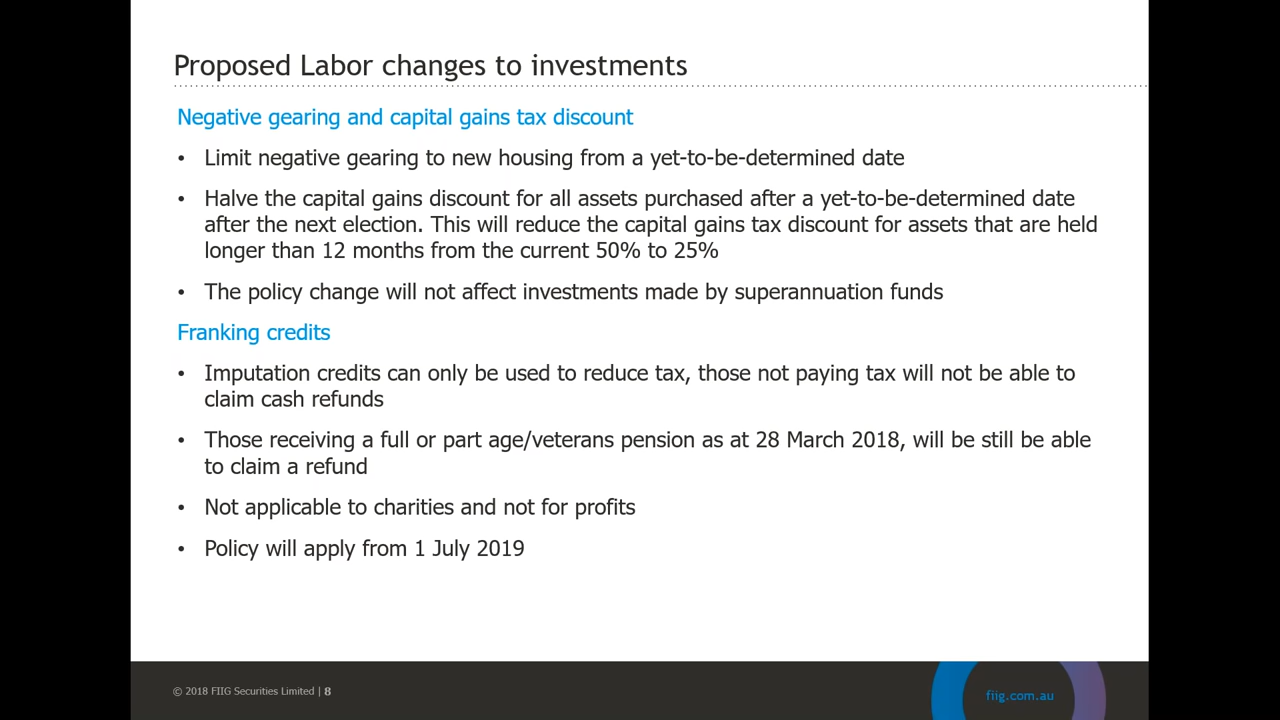 Proposed Labor changes to investments
Negative gearing and capital gains tax discount
• Limit negative gearing to new housing from a yet-to-be-determined date
• Halve the capital gains discount for all assets purchased after a yet-to-be-determined date
after the next election. This will reduce the capital gains tax discount for assets that are held
longer than 12 months from the current 50% to 25%
• The policy change will not affect investments made by superannuation funds
Franking credits
• Imputation credits can only be used to reduce tax, those not paying tax will not be able to
claim cash refunds
• Those receiving a full or part age/veterans pension as at 28 March 2018, will be still be able
to claim a refund
• Not applicable to charities and not for profits
• Policy will apply from 1 July 2019
© 2018 FIIG Securities Limited | 8
fiig.com.au